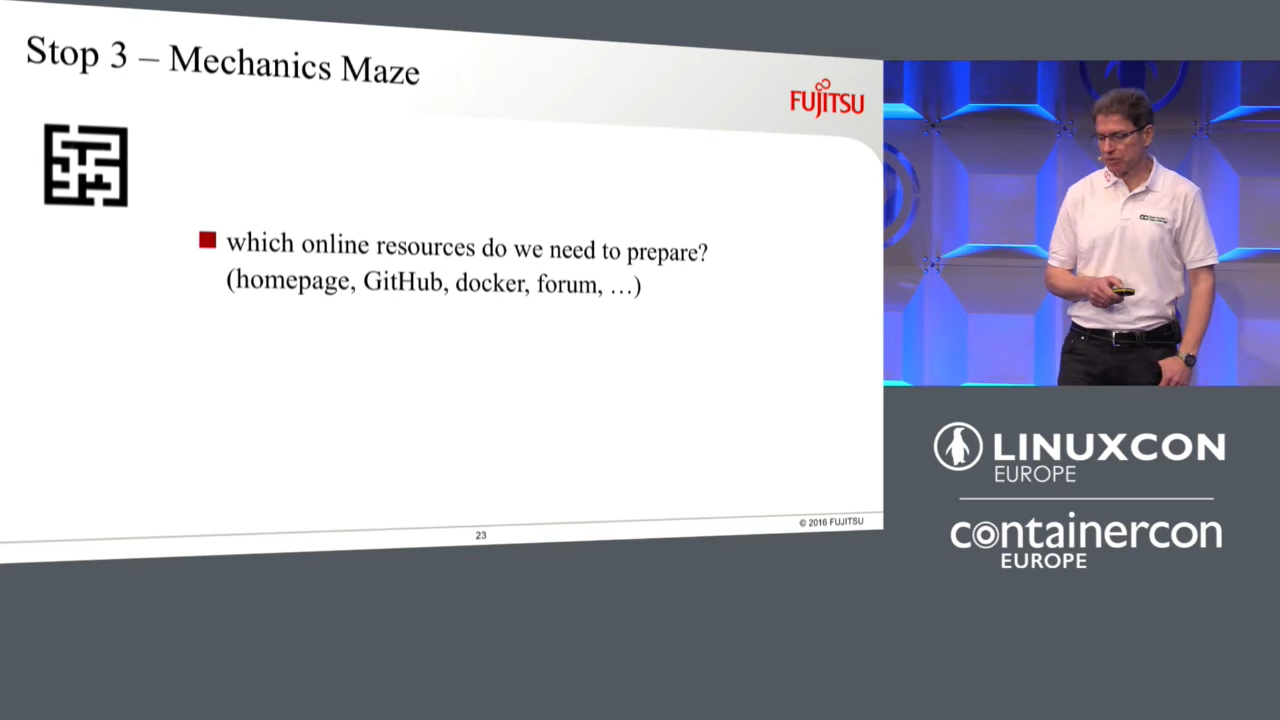 Stop 3 – Mechanics Maze
FUJITSU
which online resources do we need to prepare?
(homepage, GitHub, docker, forum, …)
23
© 2016 FUJITSU
LINUXCON
EUROPE
containercon
EUROPE